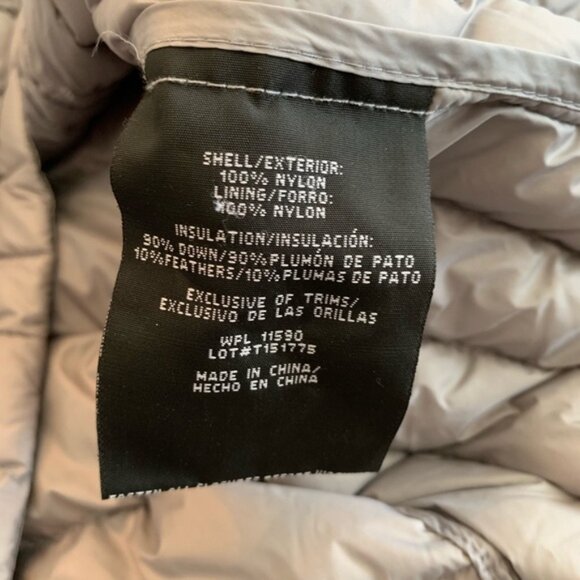 SHELL/EXTERIOR:
100% NYLON
LINING/FORRO:
100% NYLON
INSULATION/INSULACIÓN:
90% DOWN/90% PLUMÓN DE PATO
10%FEATHERS/10% PLUMAS DE PATO
EXCLUSIVE OF TRIMS/
EXCLUSIVO DE LAS ORILLAS
WPL 11590
LOT#T151775
MADE IN CHINA/
HECHO EN CHINA